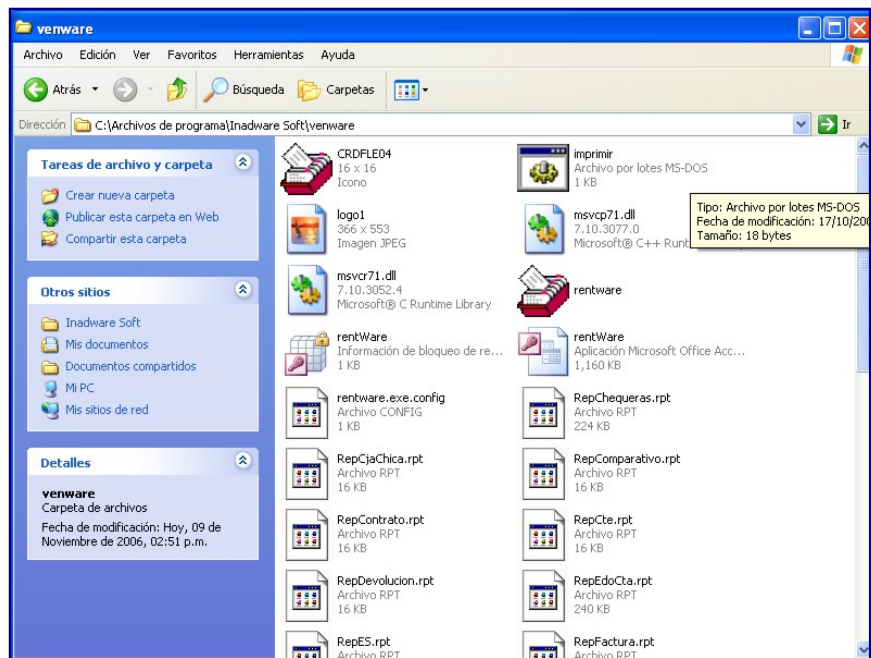 venware
Archivo Edición Ver Favoritos Herramientas Ayuda
Atrás Búsqueda Carpetas
Dirección C:\Archivos de programa\Inadware Soft\venware Ir
Tareas de archivo y carpeta
Crear nueva carpeta
Publicar esta carpeta en Web
Compartir esta carpeta
Otros sitios
Inadware Soft
Mis documentos
Documentos compartidos
Mi PC
Mis sitios de red
Detalles
venware
Carpeta de archivos
Fecha de modificación: Hoy, 09 de
Noviembre de 2006, 02:51 p.m.
CRDFLE04
16 x 16
Icono
imprimir
Archivo por lotes MS-DOS
1 KB
Tipo: Archivo por lotes MS-DOS
Fecha de modificación: 17/10/200
Tamaño: 18 bytes
logo1
366 x 553
Imagen JPEG
msvcp71.dll
7.10.3077.0
Microsoft® C++ Runt
msvcr71.dll
7.10.3052.4
Microsoft® C Runtime Library
rentware
rentWare
Información de bloqueo de re...
1 KB
rentWare
Aplicación Microsoft Office Acc...
1,160 KB
rentware.exe.config
Archivo CONFIG
1 KB
RepChequeras.rpt
Archivo RPT
224 KB
RepCjaChica.rpt
Archivo RPT
16 KB
RepComparativo.rpt
Archivo RPT
16 KB
RepContrato.rpt
Archivo RPT
16 KB
RepCte.rpt
Archivo RPT
16 KB
RepDevolucion.rpt
Archivo RPT
16 KB
RepEdoCta.rpt
Archivo RPT
240 KB
RepES.rpt
Archivo RPT
RepFactura.rpt
Archivo RPT